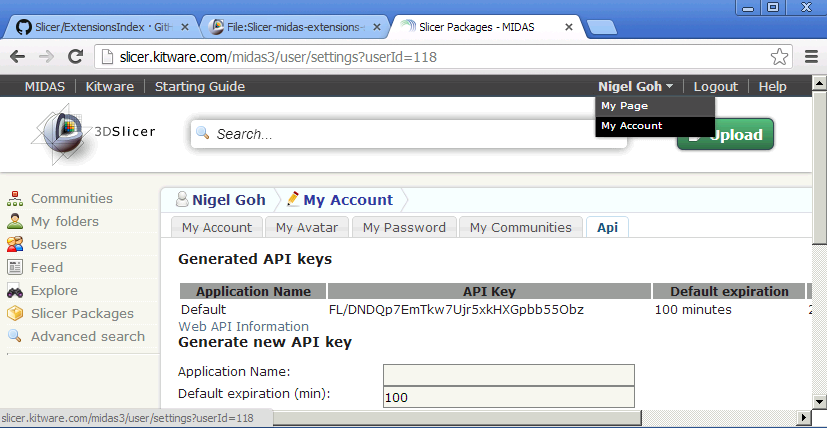 Slicer/ExtensionsIndex · GitH
File:Slicer-midas-extensions-
Slicer Packages - MIDAS
slicer.kitware.com/midas3/user/settings?userId=118
MIDAS Kitware Starting Guide Nigel Goh Logout Help
My Page
My Account
3DSlicer
Search...
Upload
Communities
My folders
Users
Feed
Explore
Slicer Packages
Advanced search
Nigel Goh My Account
My Account My Avatar My Password My Communities Api
Generated API keys
Application Name API Key Default expiration
Default FL/DNDQp7EmTkw7Ujr5xkHXGpbb55Obz 100 minutes 2
Web API Information
Generate new API key
Application Name:
Default expiration (min): 100
slicer.kitware.com/midas3/user/settings?userId=118